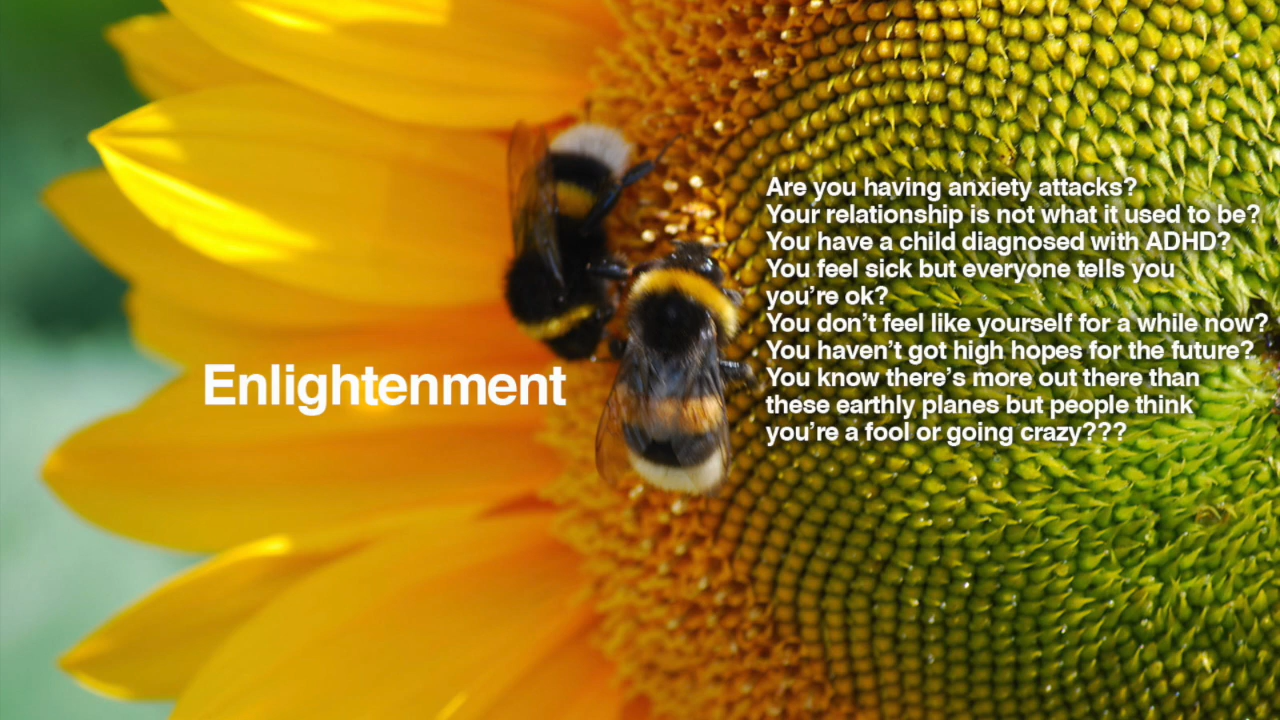 Enlightenment
Are you having anxiety attacks?
Your relationship is not what it used to be?
You have a child diagnosed with ADHD?
You feel sick but everyone tells you
you’re ok?
You don’t feel like yourself for a while now?
You haven’t got high hopes for the future?
You know there’s more out there than
these earthly planes but people think
you’re a fool or going crazy???